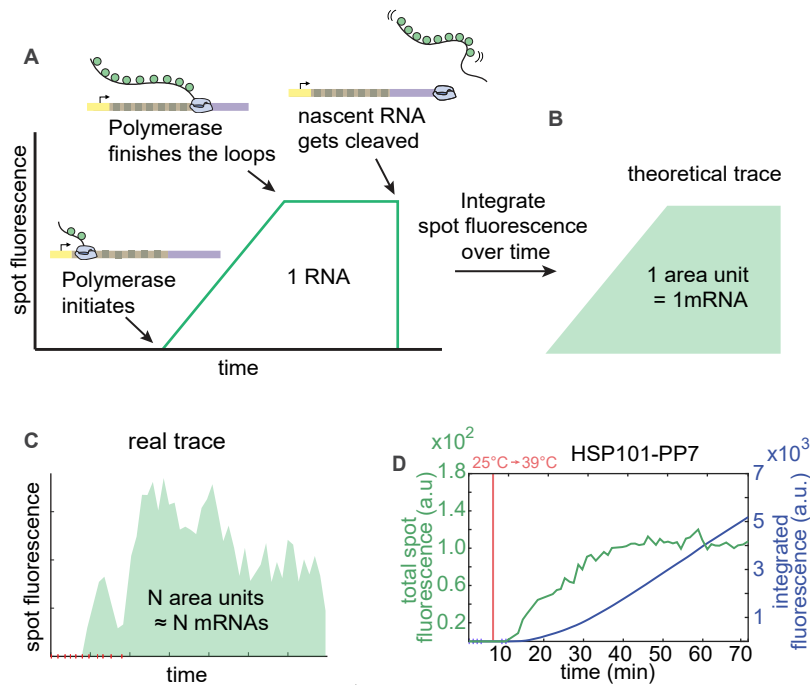 A
Polymerase
finishes the loops
nascent RNA
gets cleaved
B
spot fluorescence
Polymerase
initiates
1 RNA
time
Integrate
spot fluorescence
over time
theoretical trace
1 area unit
= 1mRNA
C
real trace
spot fluorescence
N area units
≈ N mRNAs
time
D
x10²
HSP101-PP7
x10³
25°C → 39°C
total spot
fluorescence (a.u)
1.8
1.4
1.0
0.6
0.2
7
5
4
3
2
1
integrated
fluorescence (a.u.)
10 20 30 40 50 60 70
time (min)